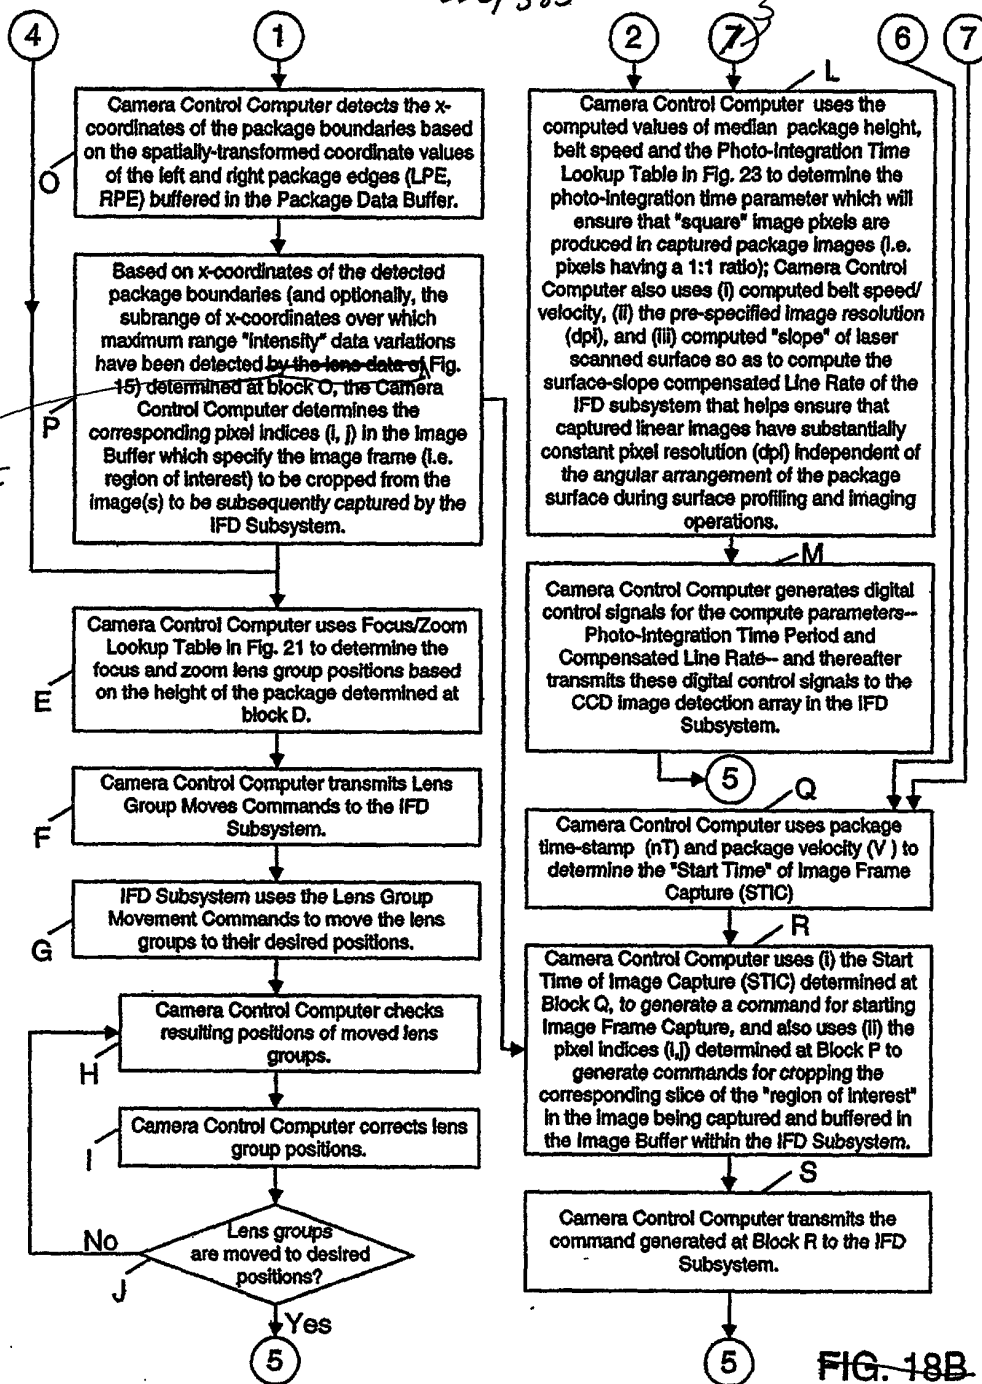 4
1
2
7
3
6
7
O
Camera Control Computer detects the x-
coordinates of the package boundaries based
on the spatially-transformed coordinate values
of the left and right package edges (LPE,
RPE) buffered in the Package Data Buffer.
P
Based on x-coordinates of the detected
package boundaries (and optionally, the
subrange of x-coordinates over which
maximum range "intensity" data variations
have been detected by the lens data of Fig.
15) determined at block O, the Camera
Control Computer determines the
corresponding pixel indices (i, j) in the Image
Buffer which specify the image frame (i.e.
region of interest) to be cropped from the
image(s) to be subsequently captured by the
IFD Subsystem.
E
Camera Control Computer uses Focus/Zoom
Lookup Table in Fig. 21 to determine the
focus and zoom lens group positions based
on the height of the package determined at
block D.
F
Camera Control Computer transmits Lens
Group Moves Commands to the IFD
Subsystem.
G
IFD Subsystem uses the Lens Group
Movement Commands to move the lens
groups to their desired positions.
H
Camera Control Computer checks
resulting positions of moved lens
groups.
I
Camera Control Computer corrects lens
group positions.
J
Lens groups
are moved to desired
positions?
No
Yes
5
L
Camera Control Computer uses the
computed values of median package height,
belt speed and the Photo-Integration Time
Lookup Table in Fig. 23 to determine the
photo-integration time parameter which will
ensure that "square" image pixels are
produced in captured package images (i.e.
pixels having a 1:1 ratio); Camera Control
Computer also uses (i) computed belt speed/
velocity, (ii) the pre-specified image resolution
(dpi), and (iii) computed "slope" of laser
scanned surface so as to compute the
surface-slope compensated Line Rate of the
IFD subsystem that helps ensure that
captured linear images have substantially
constant pixel resolution (dpi) independent of
the angular arrangement of the package
surface during surface profiling and imaging
operations.
M
Camera Control Computer generates digital
control signals for the compute parameters--
Photo-Integration Time Period and
Compensated Line Rate-- and thereafter
transmits these digital control signals to the
CCD image detection array in the IFD
Subsystem.
5
Q
Camera Control Computer uses package
time-stamp (nT) and package velocity (V ) to
determine the "Start Time" of Image Frame
Capture (STIC)
R
Camera Control Computer uses (i) the Start
Time of Image Capture (STIC) determined at
Block Q, to generate a command for starting
Image Frame Capture, and also uses (ii) the
pixel indices (i,j) determined at Block P to
generate commands for cropping the
corresponding slice of the "region of interest"
in the image being captured and buffered in
the Image Buffer within the IFD Subsystem.
S
Camera Control Computer transmits the
command generated at Block R to the IFD
Subsystem.
5
FIG. 18B